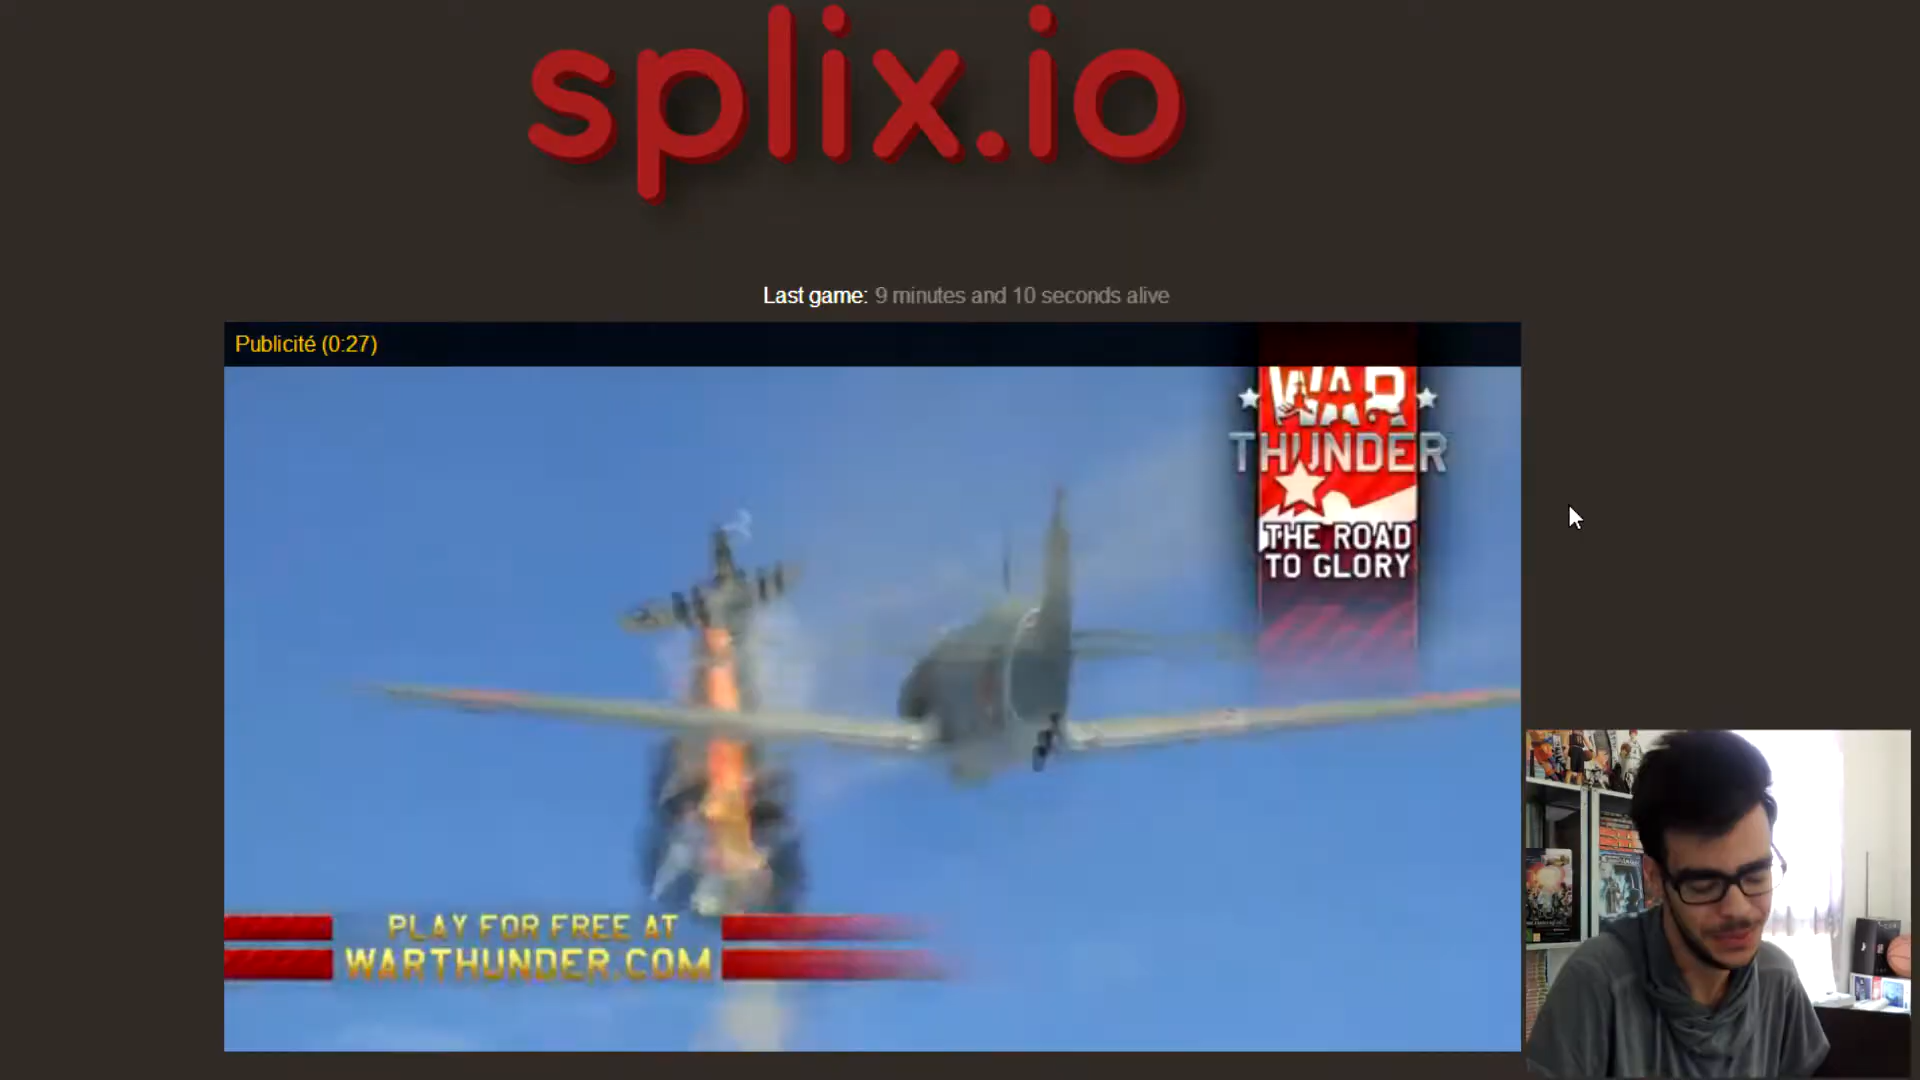 splix.io
Last game: 9 minutes and 10 seconds alive
Publicité (0:27)
WAR
THUNDER
THE ROAD
TO GLORY
PLAY FOR FREE AT
WARTHUNDER.COM